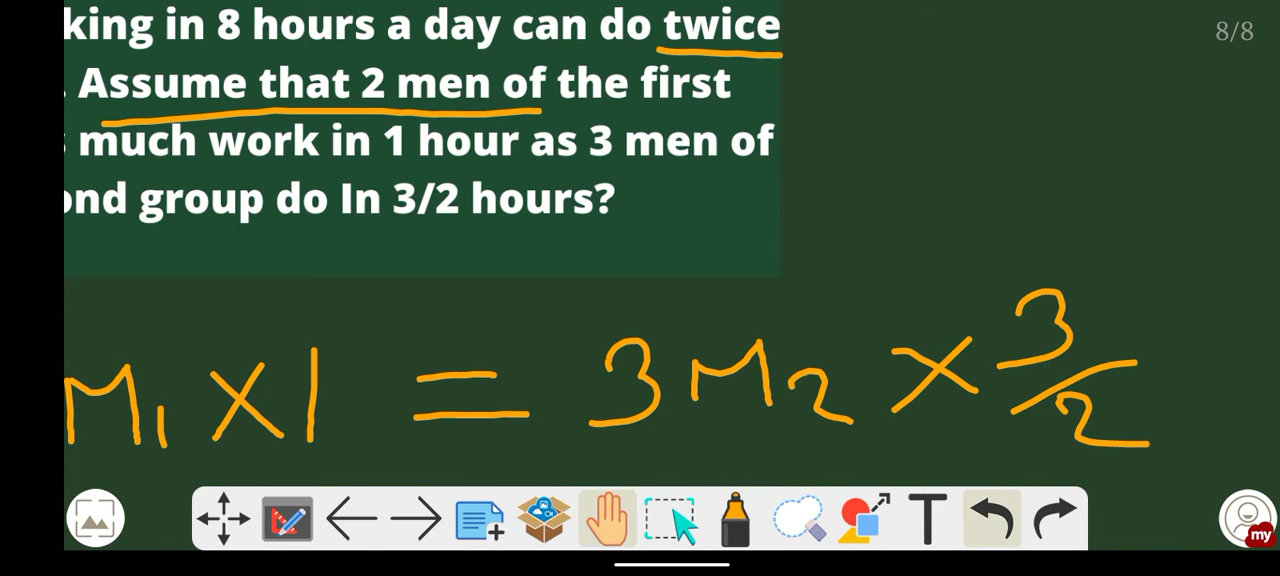 king in 8 hours a day can do twice
8/8
. Assume that 2 men of the first
much work in 1 hour as 3 men of
ond group do In 3/2 hours?
M₁ × 1 = 3M₂ × 3/2
T
my